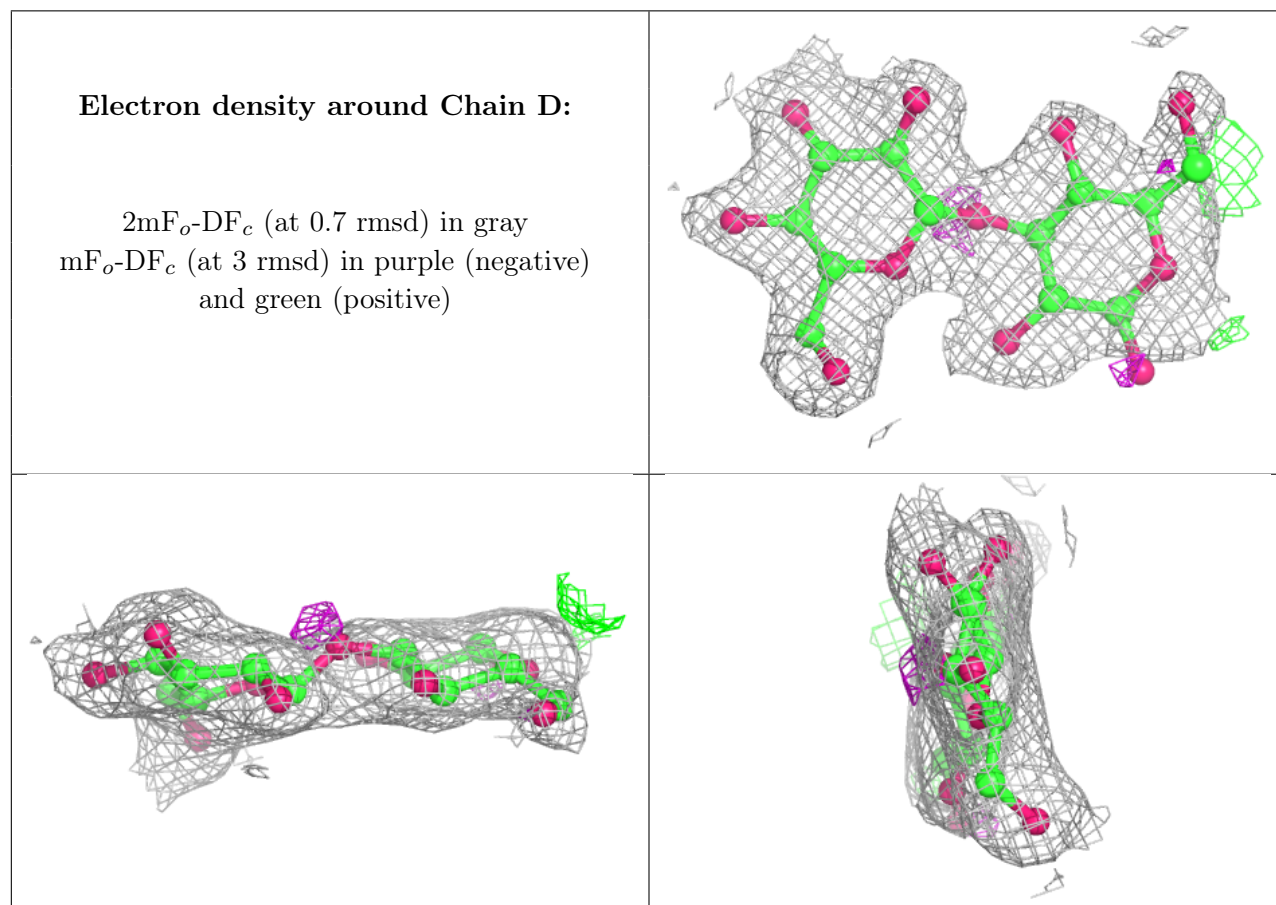 Electron density around Chain D:
2mFo-DFc (at 0.7 rmsd) in gray
mFo-DFc (at 3 rmsd) in purple (negative)
and green (positive)